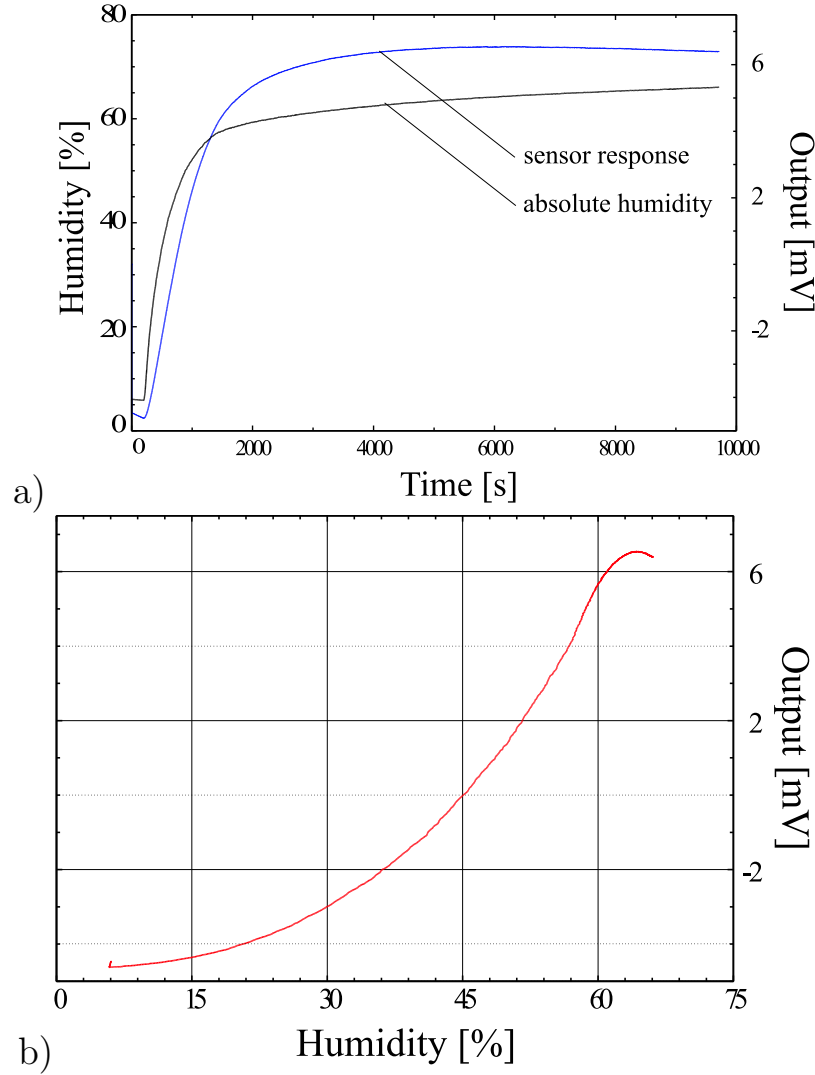 80
60
40
20
0
Humidity [%]
6
2
-2
Output [mV]
sensor response
absolute humidity
0 2000 4000 6000 8000 10000
Time [s]
a)
6
2
-2
Output [mV]
0 15 30 45 60 75
Humidity [%]
b)